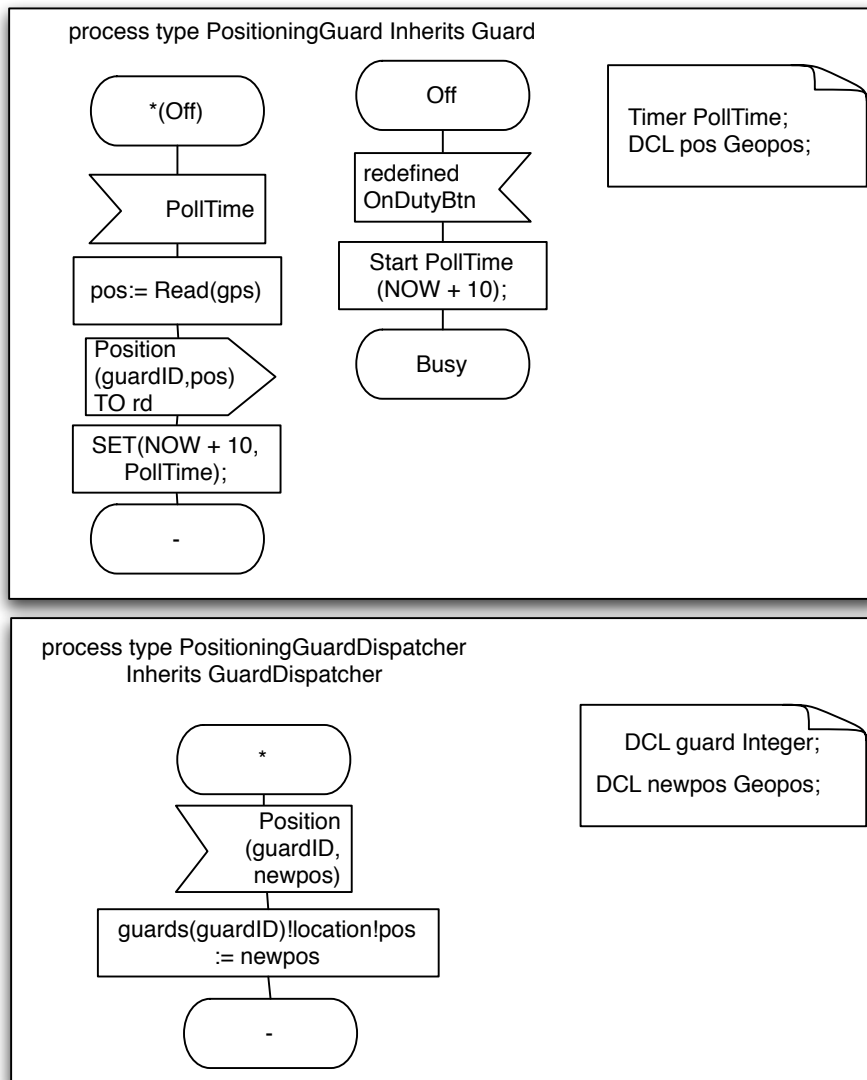 process type PositioningGuard Inherits Guard
*(Off)
PollTime
pos:= Read(gps)
Position
(guardID,pos)
TO rd
SET(NOW + 10,
PollTime);
-
Off
redefined
OnDutyBtn
Start PollTime
(NOW + 10);
Busy
Timer PollTime;
DCL pos Geopos;
process type PositioningGuardDispatcher
Inherits GuardDispatcher
*
Position
(guardID,
newpos)
guards(guardID)!location!pos
:= newpos
-
DCL guard Integer;
DCL newpos Geopos;